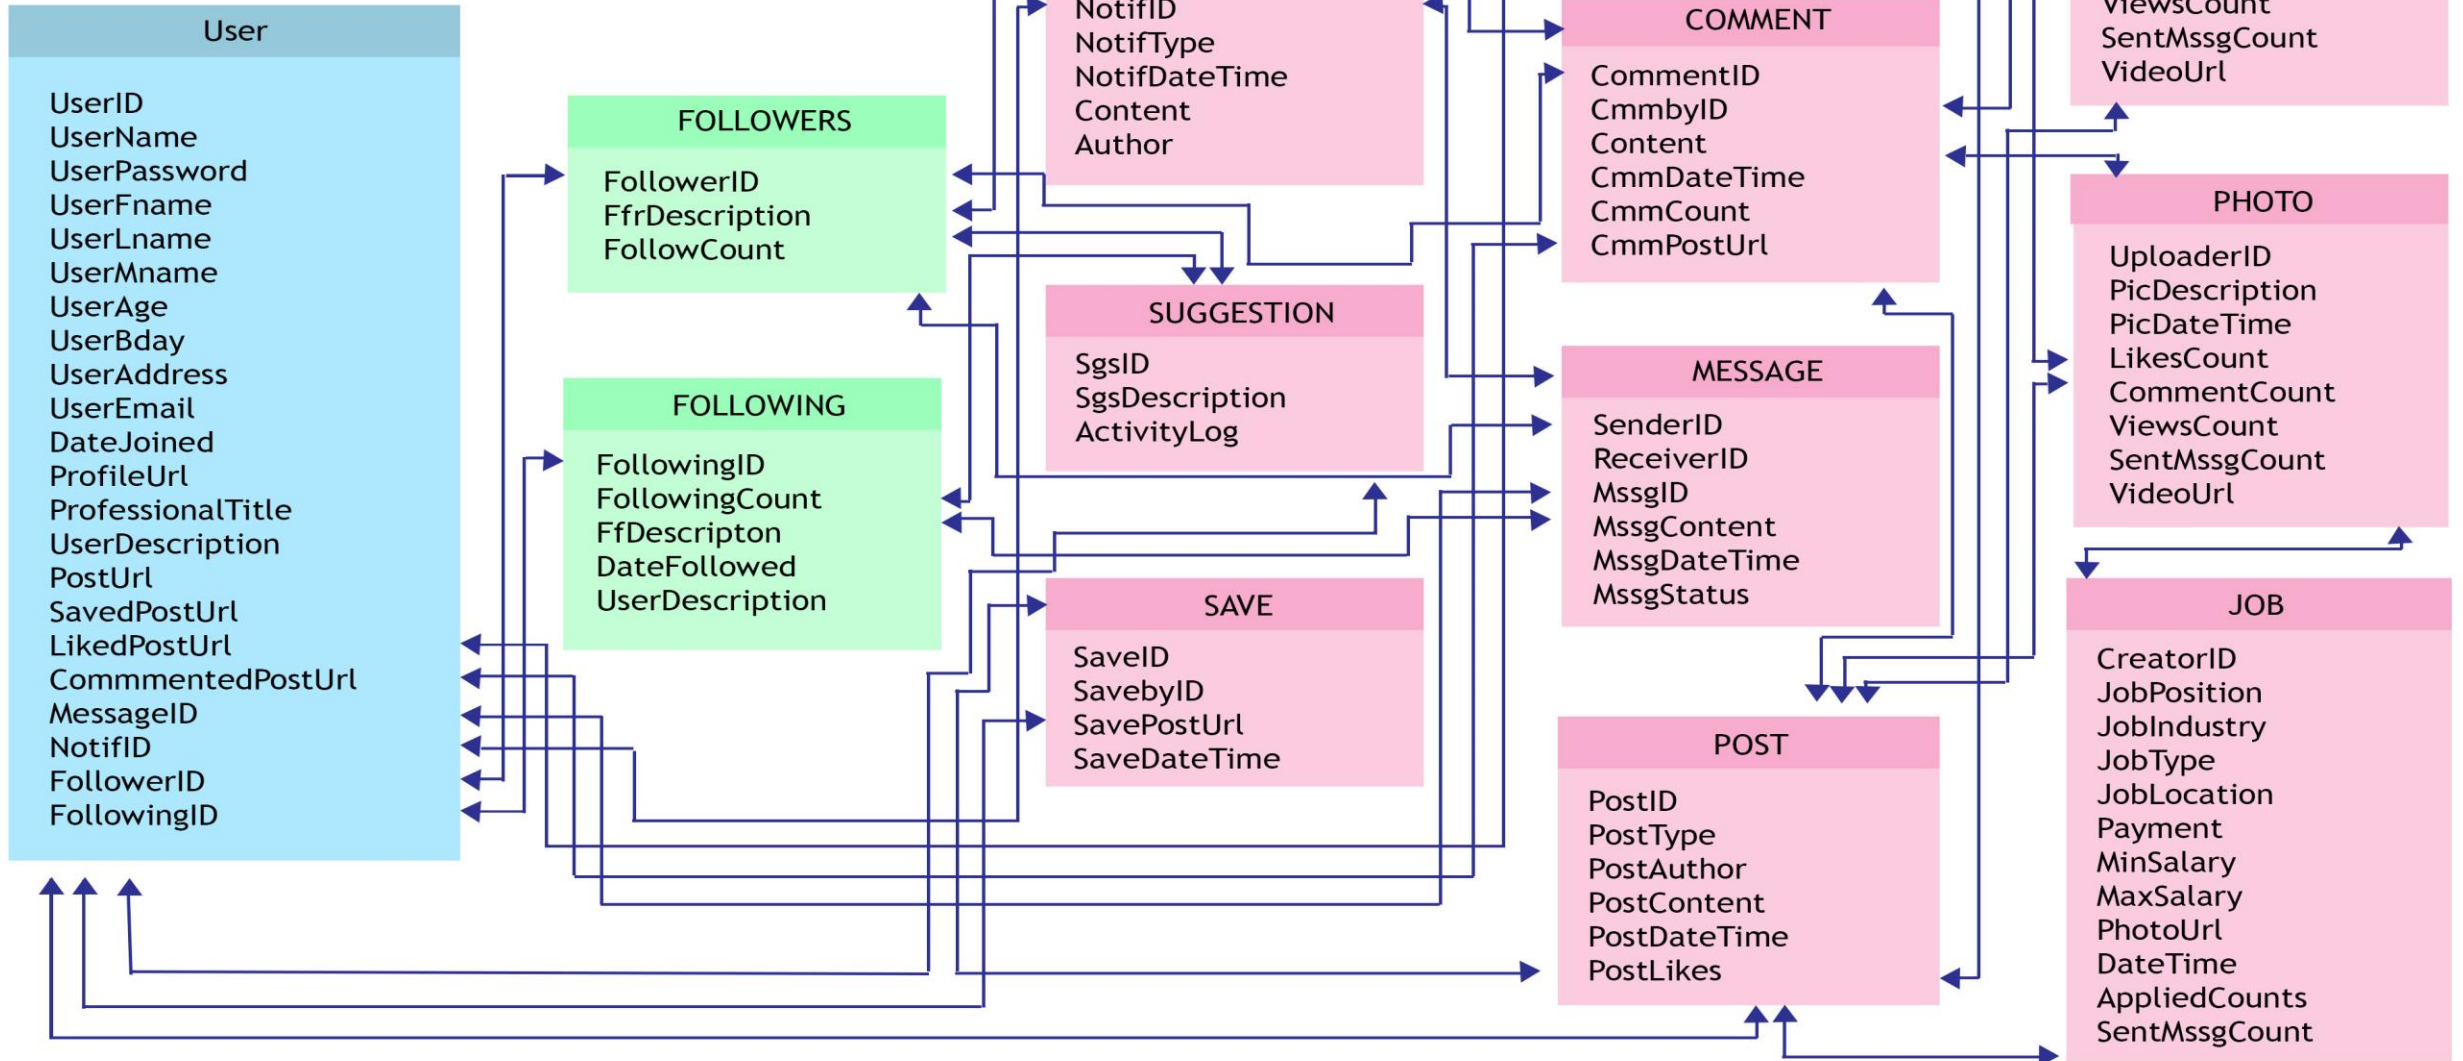 User
UserID
UserName
UserPassword
UserFname
UserLname
UserMname
UserAge
UserBday
UserAddress
UserEmail
DateJoined
ProfileUrl
ProfessionalTitle
UserDescription
PostUrl
SavedPostUrl
LikedPostUrl
CommmentedPostUrl
MessageID
NotifID
FollowerID
FollowingID
FOLLOWERS
FollowerID
FfrDescription
FollowCount
FOLLOWING
FollowingID
FollowingCount
FfDescripton
DateFollowed
UserDescription
NotifID
NotifType
NotifDateTime
Content
Author
SUGGESTION
SgsID
SgsDescription
ActivityLog
SAVE
SaveID
SavebyID
SavePostUrl
SaveDateTime
COMMENT
CommentID
CmmbyID
Content
CmmDateTime
CmmCount
CmmPostUrl
MESSAGE
SenderID
ReceiverID
MssgID
MssgContent
MssgDateTime
MssgStatus
POST
PostID
PostType
PostAuthor
PostContent
PostDateTime
PostLikes
ViewsCount
SentMssgCount
VideoUrl
PHOTO
UploaderID
PicDescription
PicDateTime
LikesCount
CommentCount
ViewsCount
SentMssgCount
VideoUrl
JOB
CreatorID
JobPosition
JobIndustry
JobType
JobLocation
Payment
MinSalary
MaxSalary
PhotoUrl
DateTime
AppliedCounts
SentMssgCount